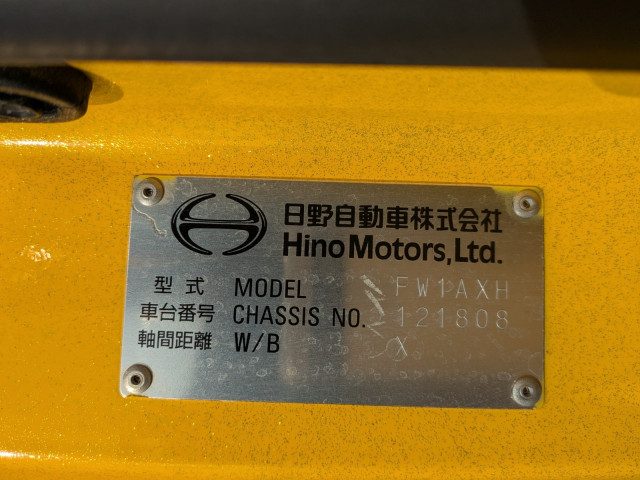 日野自動車株式会社
Hino Motors, Ltd.
型式 MODEL FW1AXH
車台番号 CHASSIS NO. 121808
軸間距離 W/B X